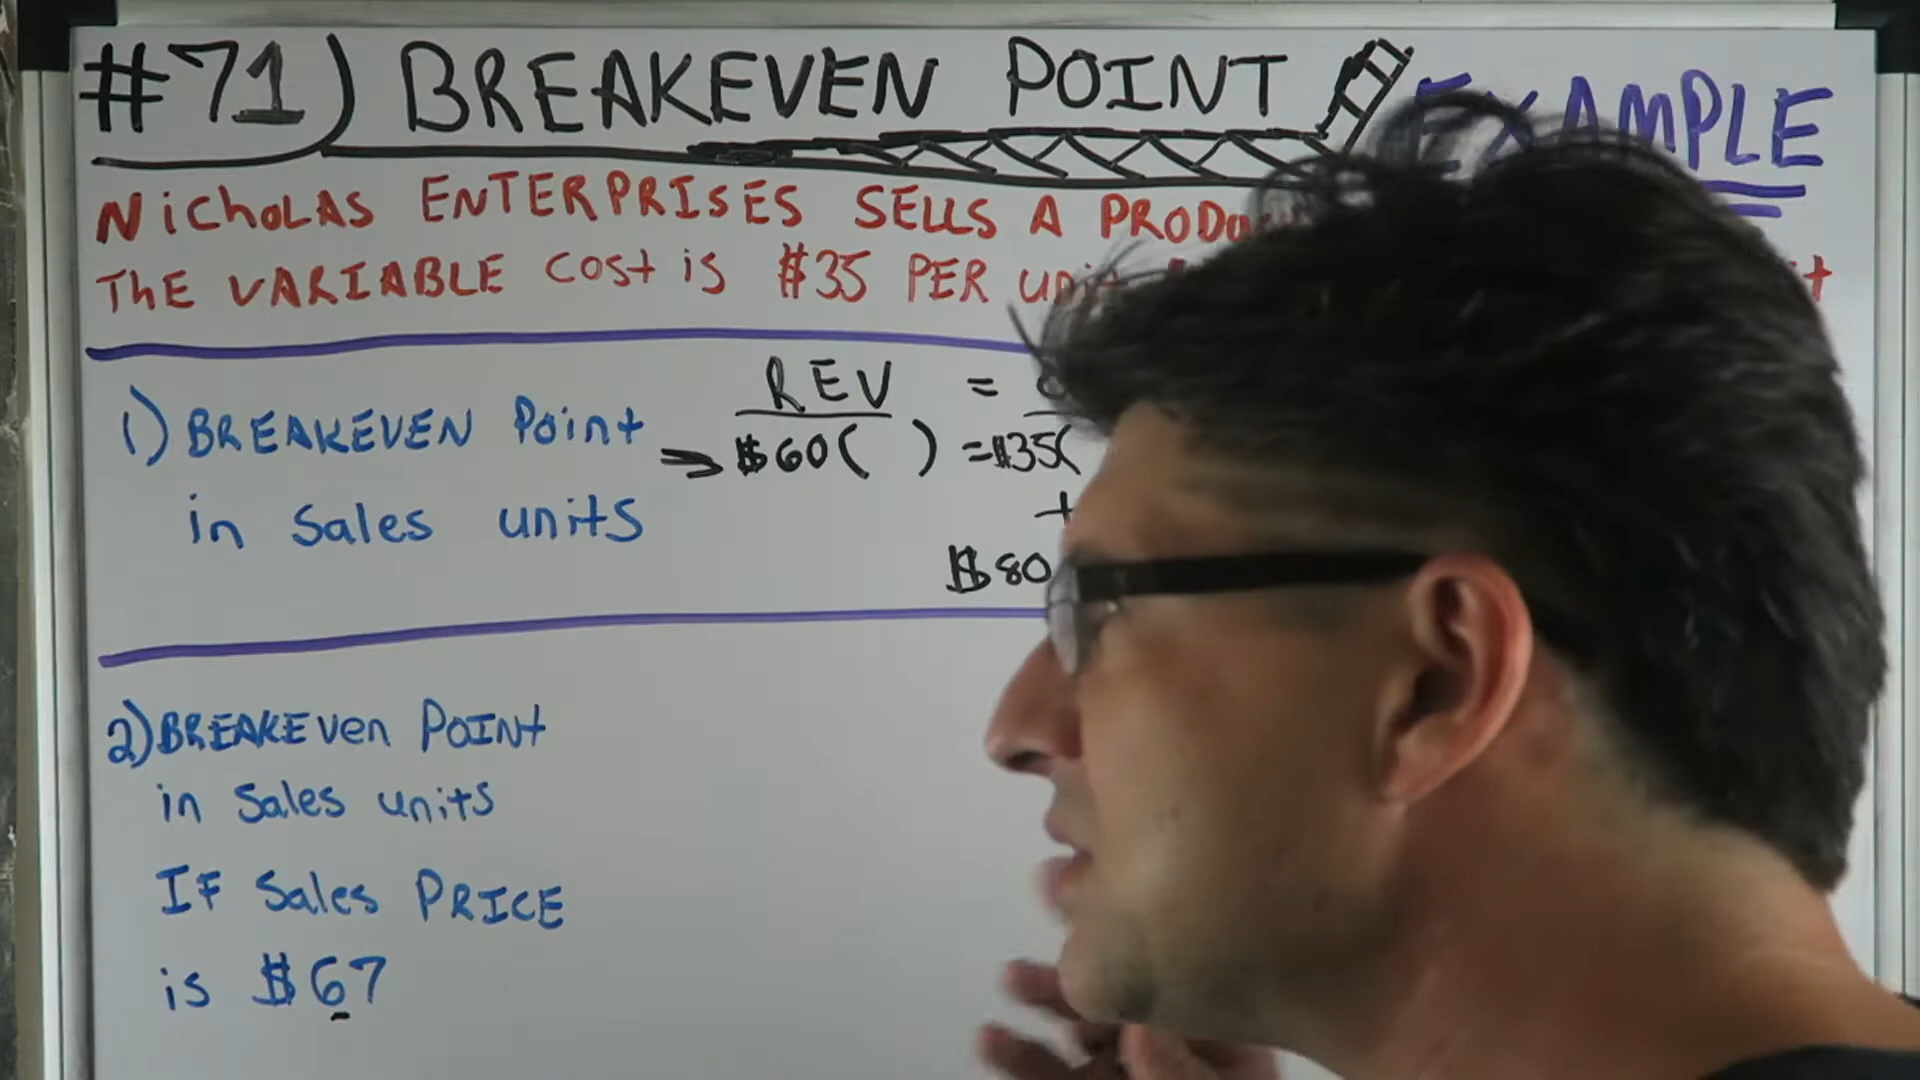 #71) BREAKEVEN POINT EXAMPLE
NichoLAS ENTERPRISES SELLS A
ThE VARIABLE cost is $35 PER unit
REV =
1) BREAKEVEN Point
$60( ) =$35(
in Sales units
+
$80
2) BREAKEVen POINt
in Sales units
IF Sales PRICE
is $67